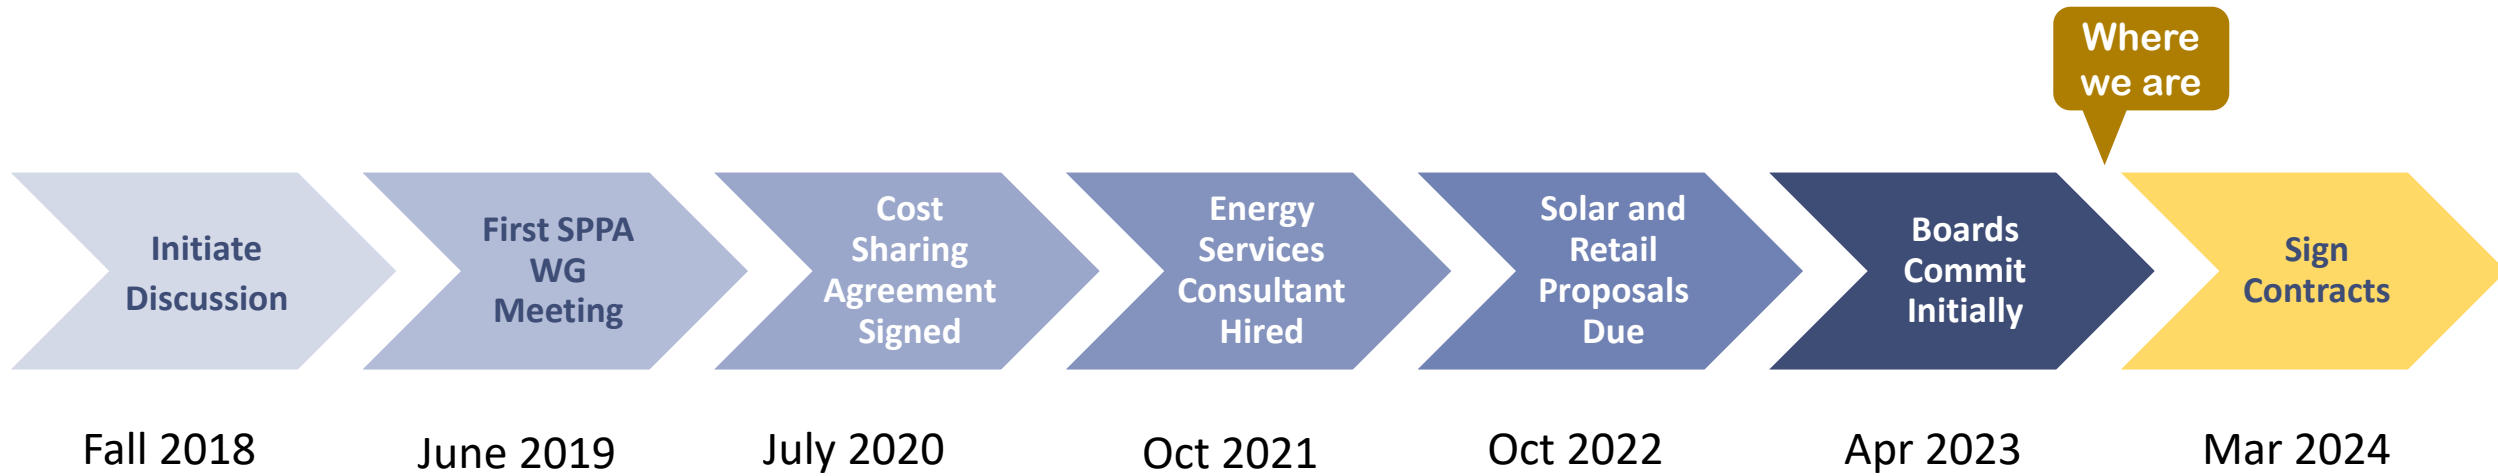 Where
we are
Initiate
Discussion
First SPPA
WG
Meeting
Cost
Sharing
Agreement
Signed
Energy
Services
Consultant
Hired
Solar and
Retail
Proposals
Due
Boards
Commit
Initially
Sign
Contracts
Fall 2018
June 2019
July 2020
Oct 2021
Oct 2022
Apr 2023
Mar 2024